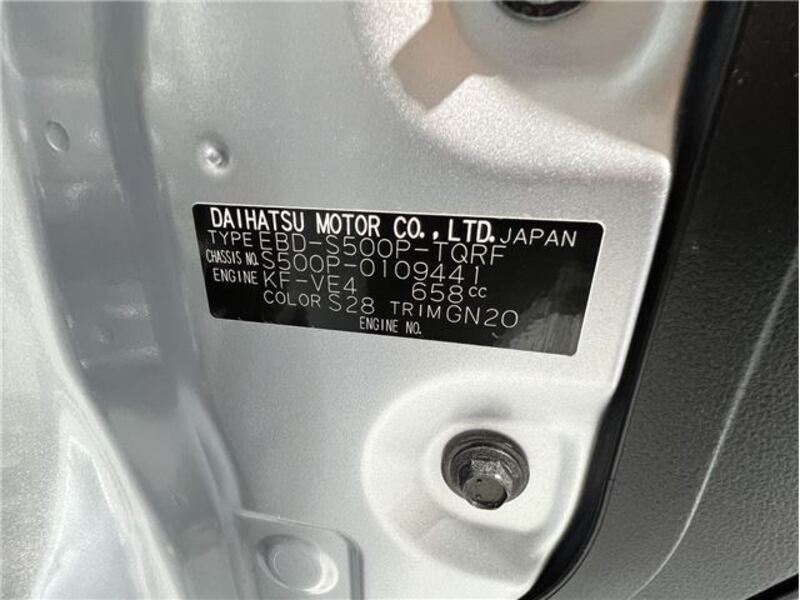 DAIHATSU MOTOR CO., LTD. JAPAN
TYPE EBD-S500P-TQRF
CHASSIS NO. S500P-0109441
ENGINE KF-VE4 658cc
COLOR S28 TRIM GN20
ENGINE NO.